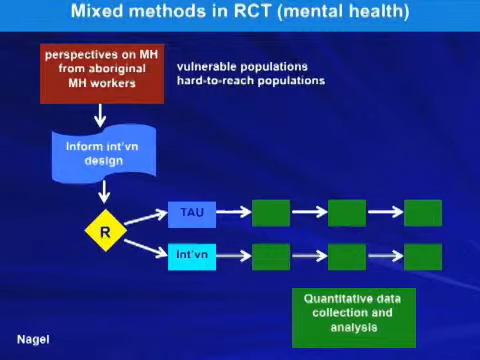 Mixed methods in RCT (mental health)
perspectives on MH
from aboriginal
MH workers
vulnerable populations
hard-to-reach populations
Inform int'vn
design
R
TAU
Int'vn
Quantitative data
collection and
analysis
Nagel